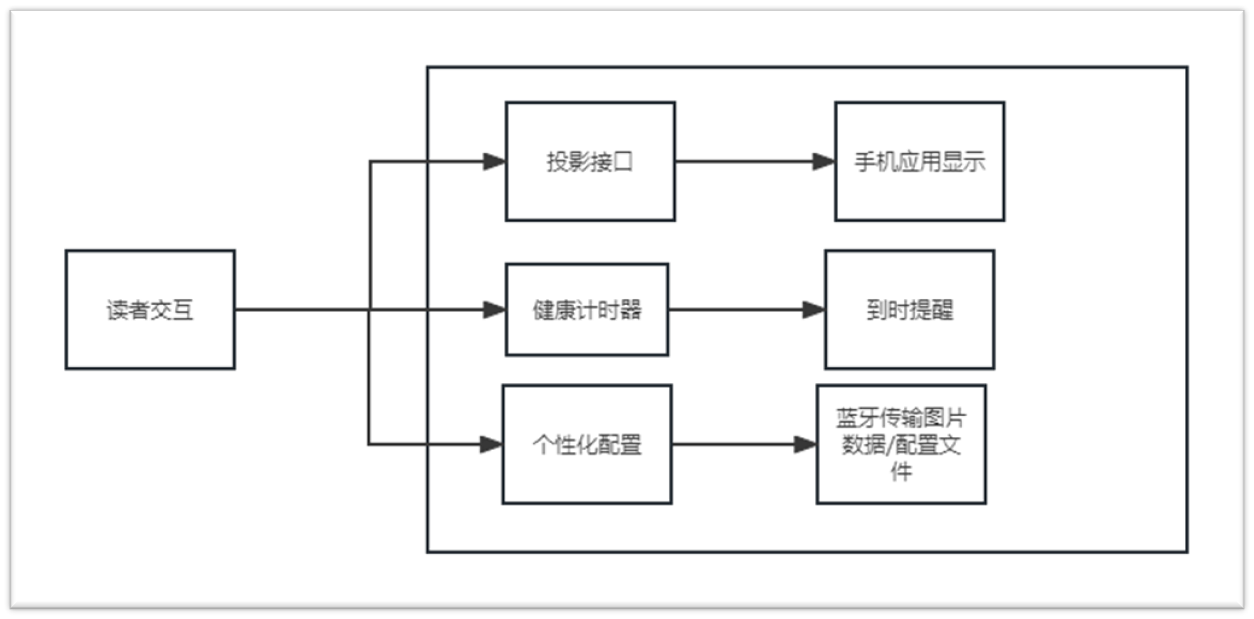 投影接口
手机应用显示
读者交互
健康计时器
到时提醒
个性化配置
蓝牙传输图片
数据/配置文
件